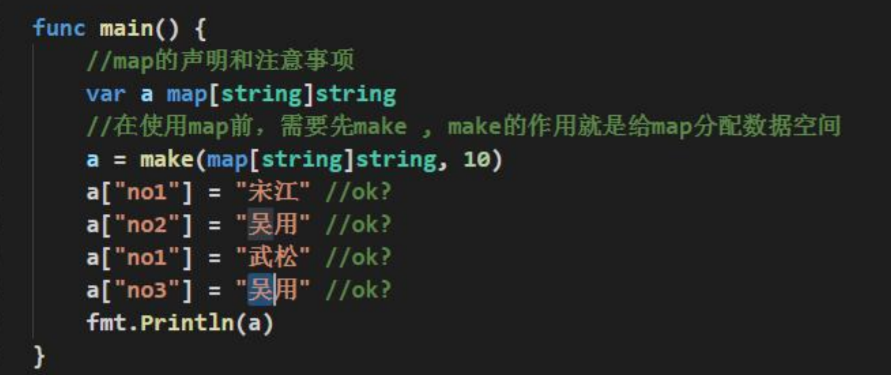 func main() {
//map的声明和注意事项
var a map[string]string
//在使用map前，需要先make , make的作用就是给map分配数据空间
a = make(map[string]string, 10)
a["no1"] = "宋江" //ok?
a["no2"] = "吴用" //ok?
a["no1"] = "武松" //ok?
a["no3"] = "吴用" //ok?
fmt.Println(a)
}